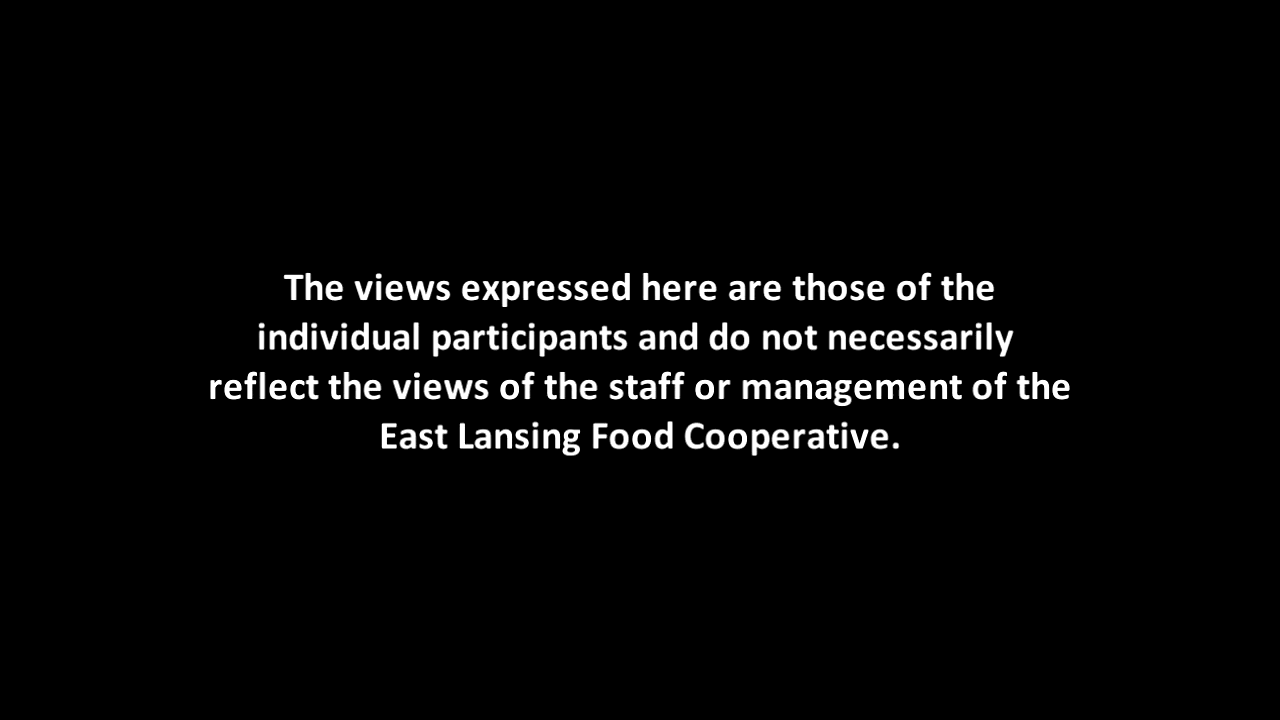 The views expressed here are those of the
individual participants and do not necessarily
reflect the views of the staff or management of the
East Lansing Food Cooperative.